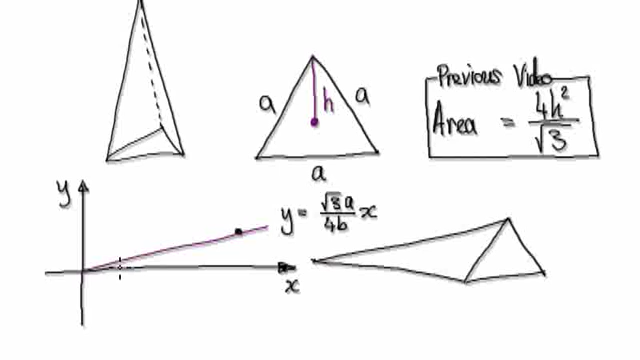 a
h
a
a
Previous Video
Area = 4h²/√3
y
y = √3a/4b x
x